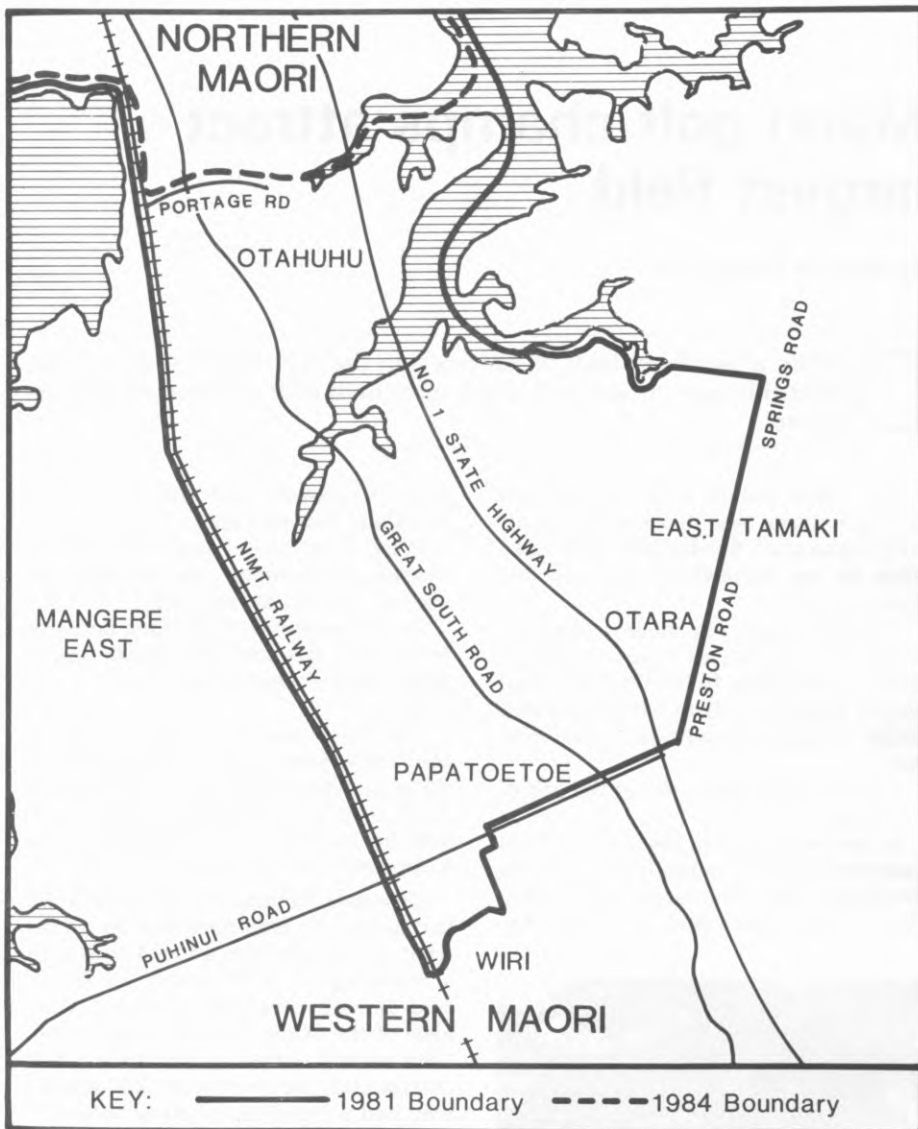 NORTHERN
MAORI
PORTAGE RD
OTAHUHU
NO. 1 STATE HIGHWAY
SPRINGS ROAD
EAST TAMAKI
GREAT SOUTH ROAD
NIMT RAILWAY
OTARA
PRESTON ROAD
MANGERE
EAST
PAPATOETOE
PUHINUI ROAD
WIRI
WESTERN MAORI
KEY: 1981 Boundary 1984 Boundary